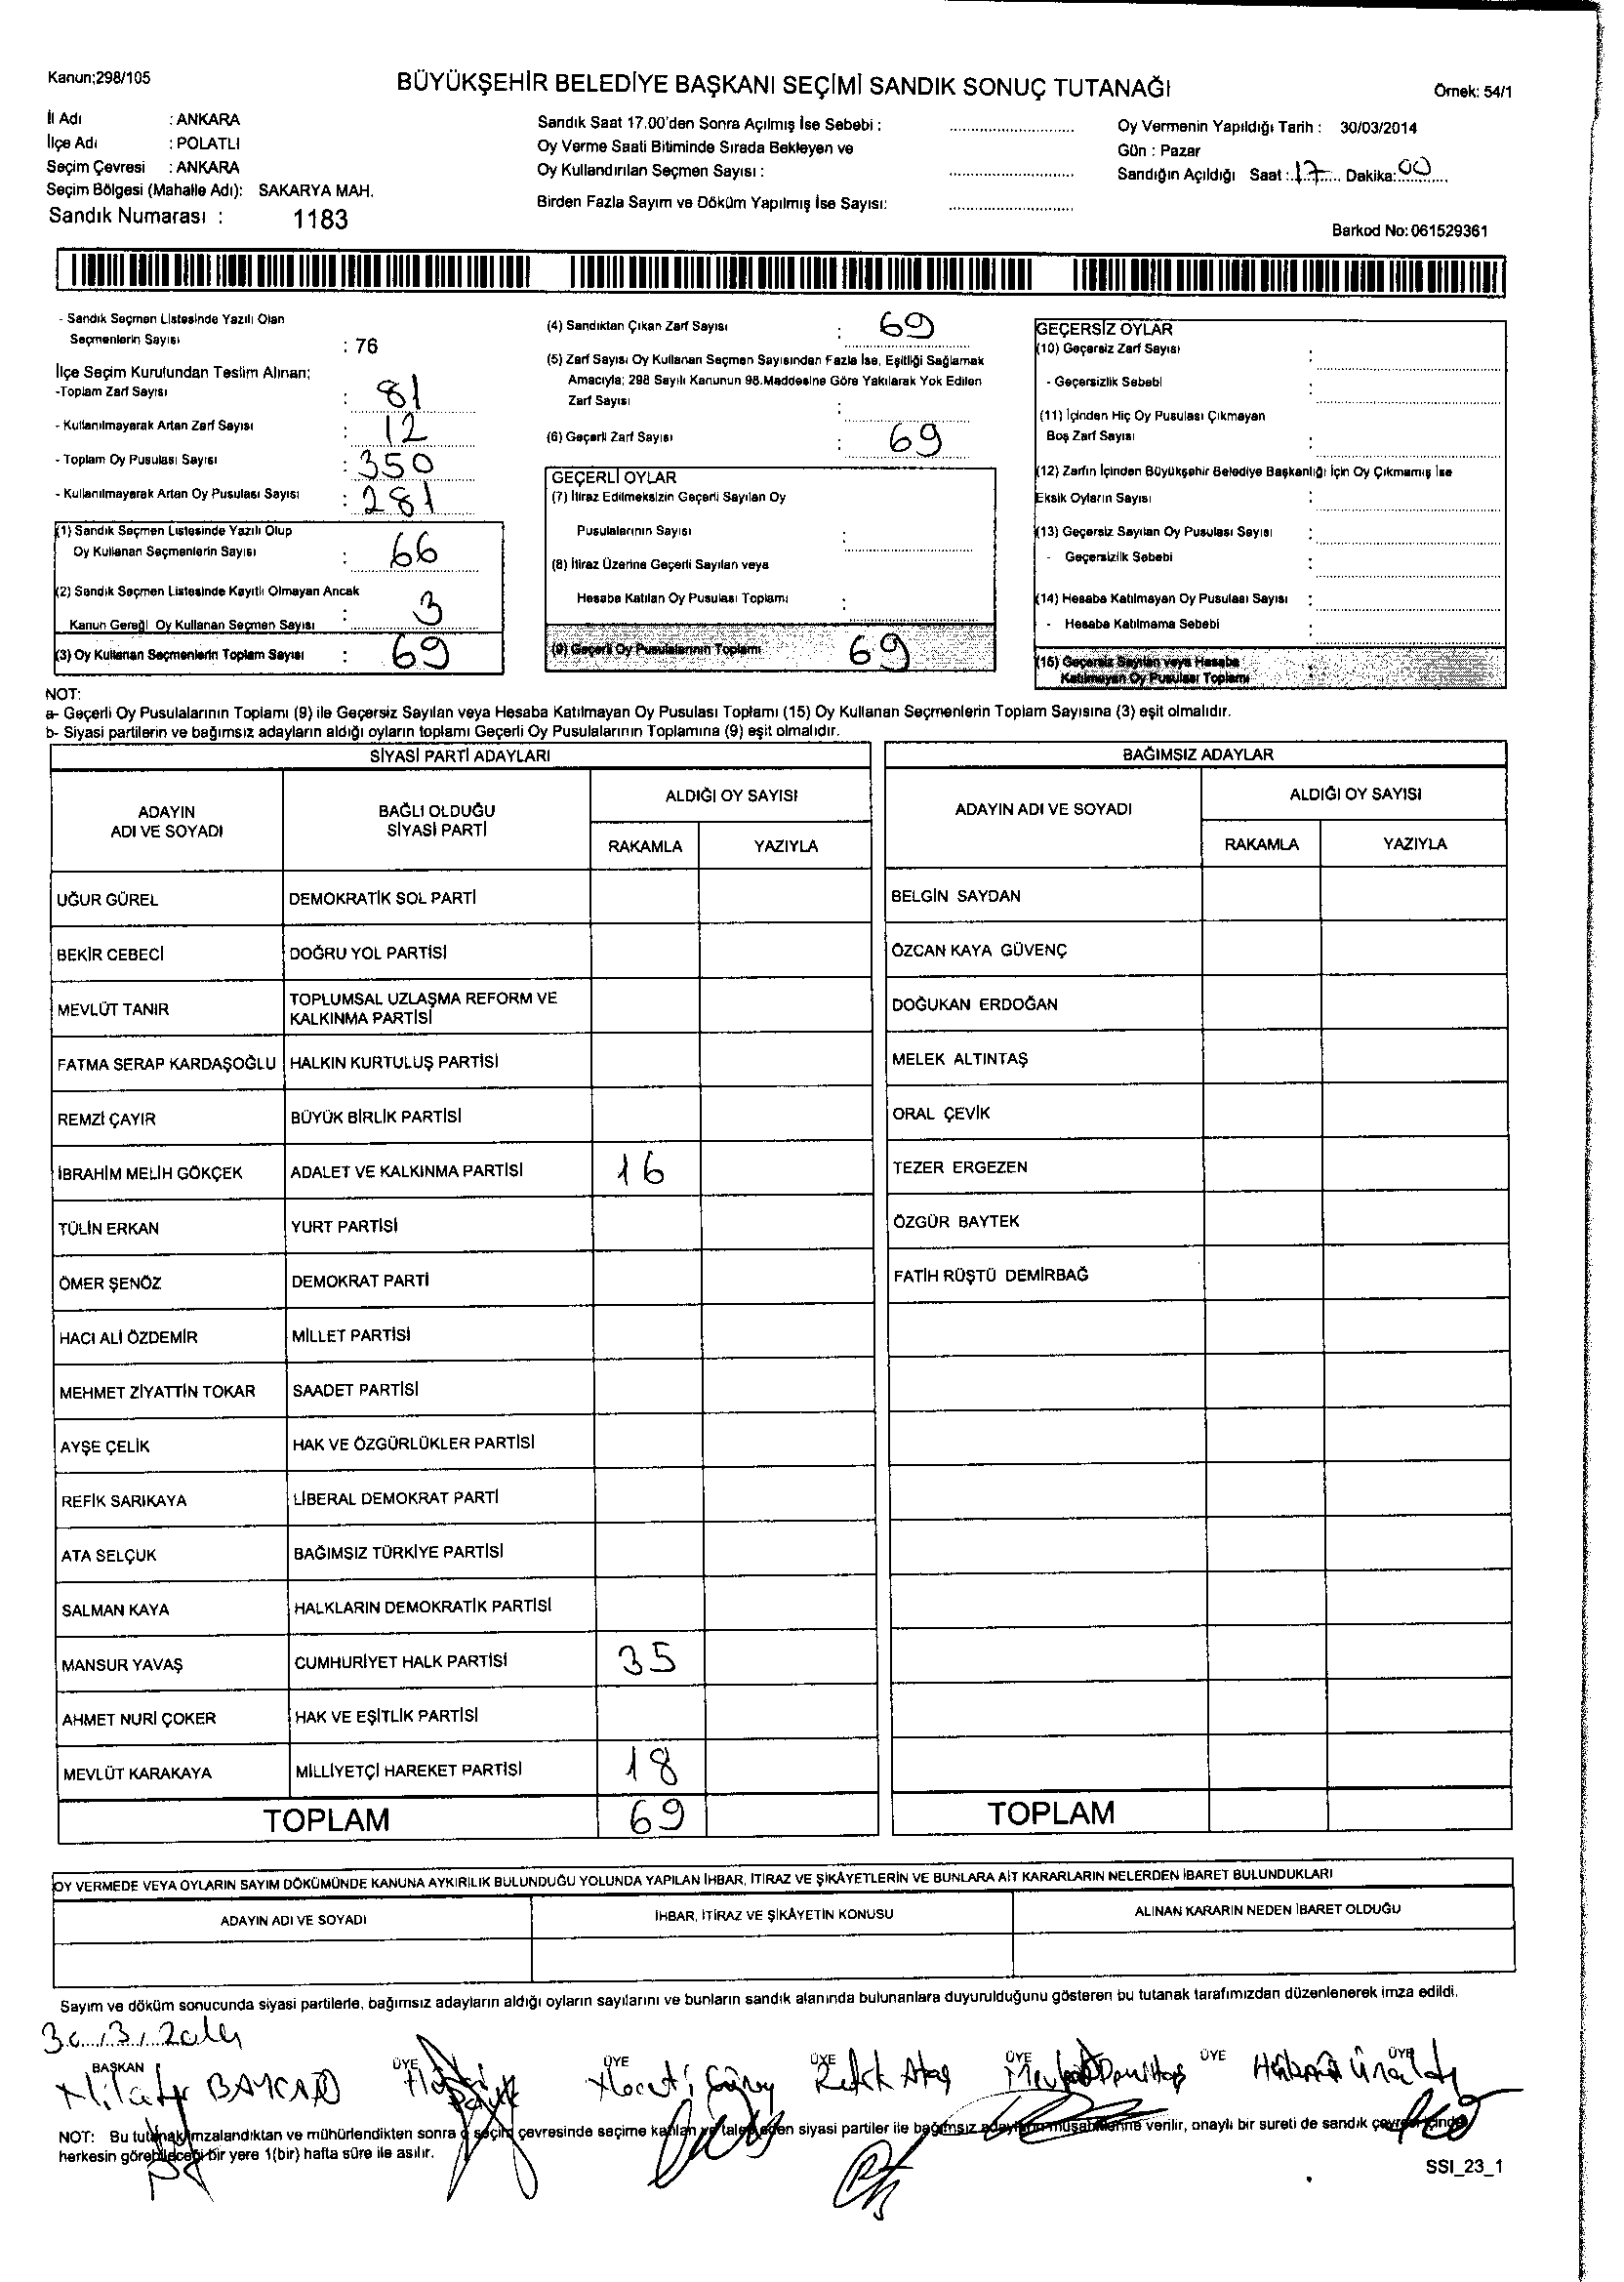 Kanun;298/105
BÜYÜKŞEHİR BELEDİYE BAŞKANI SEÇİMİ SANDIK SONUÇ TUTANAĞI
Örnek: 54/1
İl Adı : ANKARA
İlçe Adı : POLATLI
Seçim Çevresi : ANKARA
Seçim Bölgesi (Mahalle Adı): SAKARYA MAH.
Sandık Numarası : 1183
Sandık Saat 17.00'den Sonra Açılmış İse Sebebi :
Oy Verme Saati Bitiminde Sırada Bekleyen ve
Oy Kullandırılan Seçmen Sayısı :
Birden Fazla Sayım ve Döküm Yapılmış İse Sayısı:
Oy Vermenin Yapıldığı Tarih : 30/03/2014
Gün : Pazar
Sandığın Açıldığı Saat : 17 Dakika: 00
Barkod No: 061529361
- Sandık Seçmen Listesinde Yazılı Olan
Seçmenlerin Sayısı : 76
İlçe Seçim Kurulundan Teslim Alınan;
-Toplam Zarf Sayısı : 81
- Kullanılmayarak Artan Zarf Sayısı : 12
- Toplam Oy Pusulası Sayısı : 350
- Kullanılmayarak Artan Oy Pusulası Sayısı : 281
(1) Sandık Seçmen Listesinde Yazılı Olup
Oy Kullanan Seçmenlerin Sayısı : 66
(2) Sandık Seçmen Listesinde Kayıtlı Olmayan Ancak
Kanun Gereği Oy Kullanan Seçmen Sayısı : 3
(3) Oy Kullanan Seçmenlerin Toplam Sayısı : 69
(4) Sandıktan Çıkan Zarf Sayısı : 69
(5) Zarf Sayısı Oy Kullanan Seçmen Sayısından Fazla İse, Eşitliği Sağlamak
Amacıyla; 298 Sayılı Kanunun 98.Maddesine Göre Yakılarak Yok Edilen
Zarf Sayısı :
(6) Geçerli Zarf Sayısı : 69
GEÇERLİ OYLAR
(7) İtiraz Edilmeksizin Geçerli Sayılan Oy
Pusulalarının Sayısı :
(8) İtiraz Üzerine Geçerli Sayılan veya
Hesaba Katılan Oy Pusulası Toplamı :
(9) Geçerli Oy Pusulalarının Toplamı 69
GEÇERSİZ OYLAR
(10) Geçersiz Zarf Sayısı :
- Geçersizlik Sebebi :
(11) İçinden Hiç Oy Pusulası Çıkmayan
Boş Zarf Sayısı :
(12) Zarfın İçinden Büyükşehir Belediye Başkanlığı İçin Oy Çıkmamış İse
Eksik Oyların Sayısı :
(13) Geçersiz Sayılan Oy Pusulası Sayısı :
- Geçersizlik Sebebi :
(14) Hesaba Katılmayan Oy Pusulası Sayısı :
- Hesaba Katılmama Sebebi :
(15) Geçersiz Sayılan veya Hesaba
Katılmayan Oy Pusulası Toplamı :
NOT:
a- Geçerli Oy Pusulalarının Toplamı (9) ile Geçersiz Sayılan veya Hesaba Katılmayan Oy Pusulası Toplamı (15) Oy Kullanan Seçmenlerin Toplam Sayısına (3) eşit olmalıdır.
b- Siyasi partilerin ve bağımsız adayların aldığı oyların toplamı Geçerli Oy Pusulalarının Toplamına (9) eşit olmalıdır.
SİYASİ PARTİ ADAYLARI
ADAYIN ADI VE SOYADI
BAĞLI OLDUĞU SİYASİ PARTİ
ALDIĞI OY SAYISI
RAKAMLA YAZIYLA
UĞUR GÜREL DEMOKRATİK SOL PARTİ
BEKİR CEBECİ DOĞRU YOL PARTİSİ
MEVLÜT TANIR TOPLUMSAL UZLAŞMA REFORM VE KALKINMA PARTİSİ
FATMA SERAP KARDAŞOĞLU HALKIN KURTULUŞ PARTİSİ
REMZİ ÇAYIR BÜYÜK BİRLİK PARTİSİ
İBRAHİM MELİH GÖKÇEK ADALET VE KALKINMA PARTİSİ 16
TÜLİN ERKAN YURT PARTİSİ
ÖMER ŞENÖZ DEMOKRAT PARTİ
HACI ALİ ÖZDEMİR MİLLET PARTİSİ
MEHMET ZİYATTİN TOKAR SAADET PARTİSİ
AYŞE ÇELİK HAK VE ÖZGÜRLÜKLER PARTİSİ
REFİK SARIKAYA LİBERAL DEMOKRAT PARTİ
ATA SELÇUK BAĞIMSIZ TÜRKİYE PARTİSİ
SALMAN KAYA HALKLARIN DEMOKRATİK PARTİSİ
MANSUR YAVAŞ CUMHURİYET HALK PARTİSİ 35
AHMET NURİ ÇOKER HAK VE EŞİTLİK PARTİSİ
MEVLÜT KARAKAYA MİLLİYETÇİ HAREKET PARTİSİ 18
TOPLAM 69
BAĞIMSIZ ADAYLAR
ADAYIN ADI VE SOYADI
ALDIĞI OY SAYISI
RAKAMLA YAZIYLA
BELGİN SAYDAN
ÖZCAN KAYA GÜVENÇ
DOĞUKAN ERDOĞAN
MELEK ALTINTAŞ
ORAL ÇEVİK
TEZER ERGEZEN
ÖZGÜR BAYTEK
FATİH RÜŞTÜ DEMİRBAĞ
TOPLAM
OY VERMEDE VEYA OYLARIN SAYIM DÖKÜMÜNDE KANUNA AYKIRILIK BULUNDUĞU YOLUNDA YAPILAN İHBAR, İTİRAZ VE ŞİKÂYETLERİN VE BUNLARA AİT KARARLARIN NELERDEN İBARET BULUNDUKLARI
ADAYIN ADI VE SOYADI İHBAR, İTİRAZ VE ŞİKÂYETİN KONUSU ALINAN KARARIN NEDEN İBARET OLDUĞU
Sayım ve döküm sonucunda siyasi partilerle, bağımsız adayların aldığı oyların sayılarını ve bunların sandık alanında bulunanlara duyurulduğunu gösteren bu tutanak tarafımızdan düzenlenerek imza edildi.
30/3/2014
BAŞKAN ÜYE ÜYE ÜYE ÜYE ÜYE ÜYE
NOT: Bu tutanak imzalandıktan ve mühürlendikten sonra o seçim çevresinde seçime katılan ve talep eden siyasi partiler ile bağımsız adayların müşahitlerine verilir, onaylı bir sureti de sandık çevresi içinde
herkesin görebileceği bir yere 1(bir) hafta süre ile asılır.
SSI_23_1